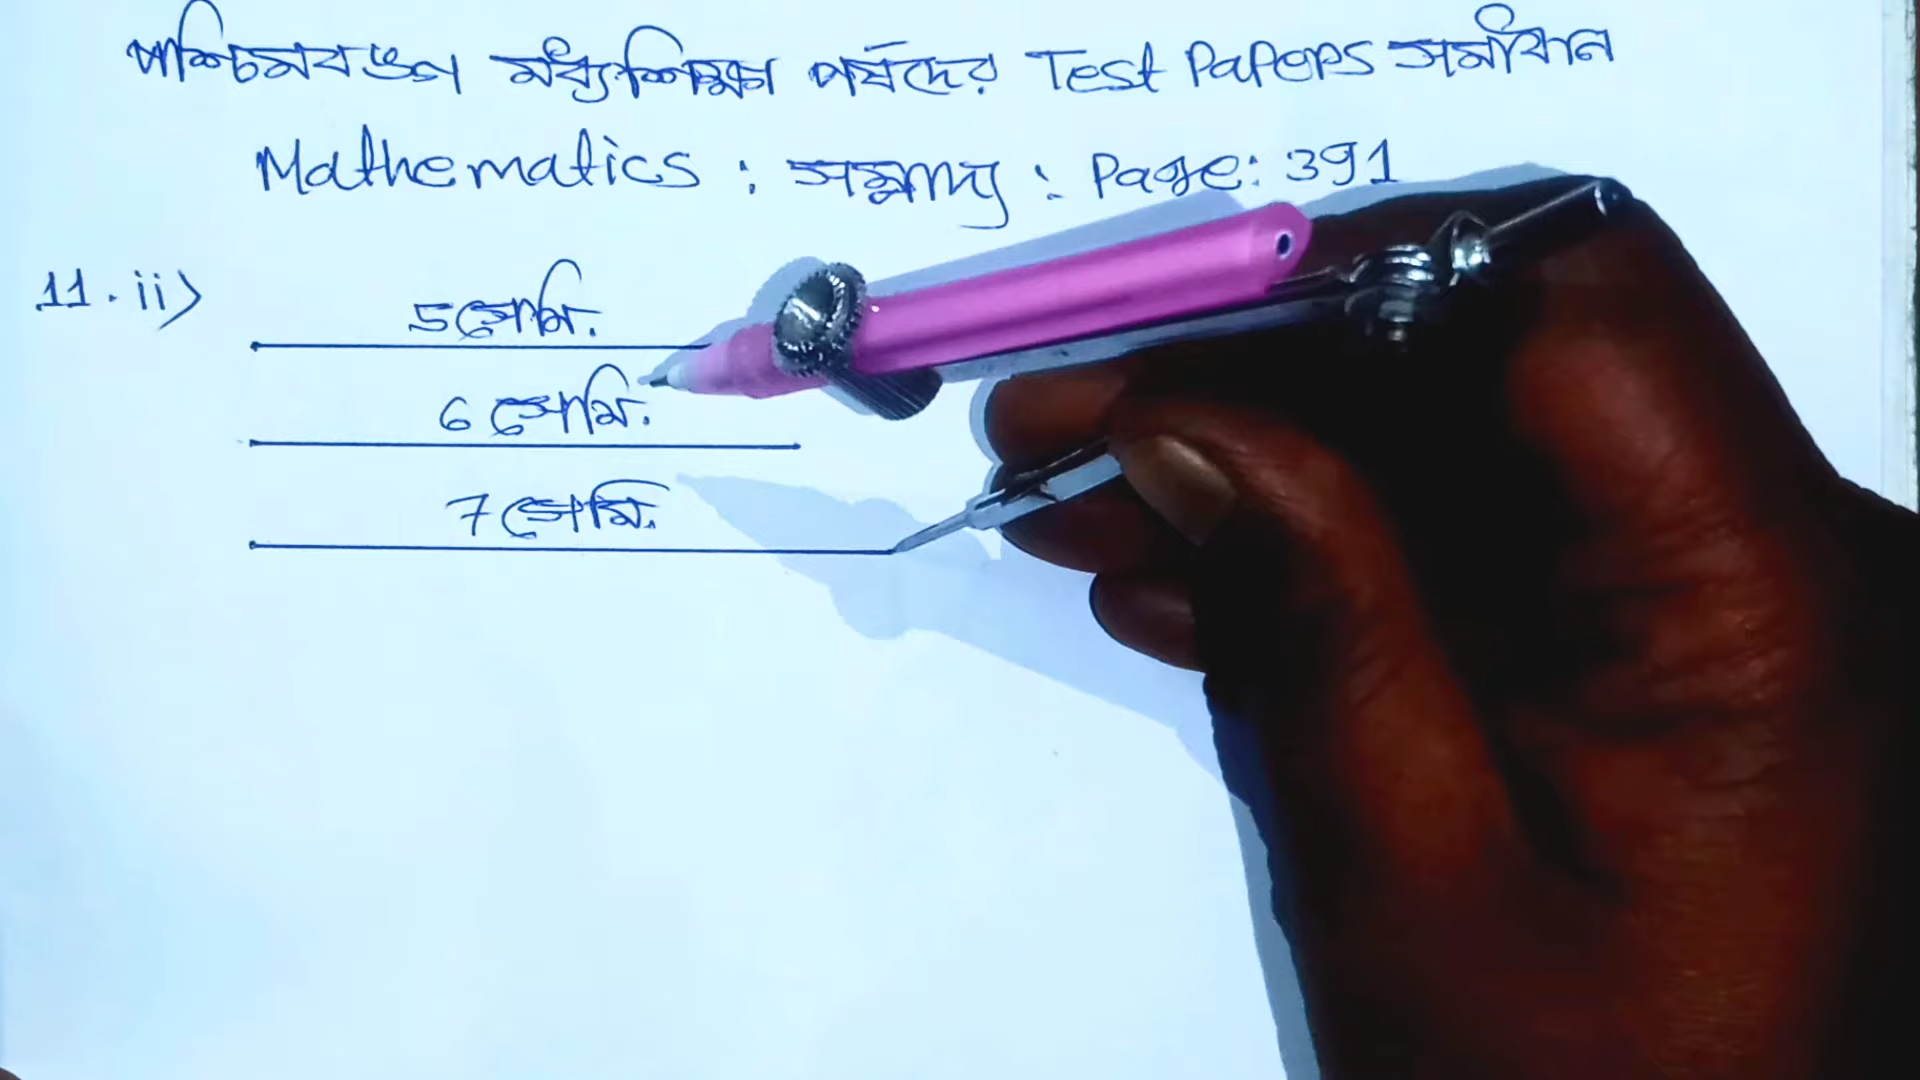 পশ্চিমবঙ্গ মধ্যশিক্ষা পর্ষদের Test Papers সমাধান
Mathematics : সম্পাদ্য : Page: 391
11. ii)
5 সেমি.
6 সেমি.
7 সেমি.